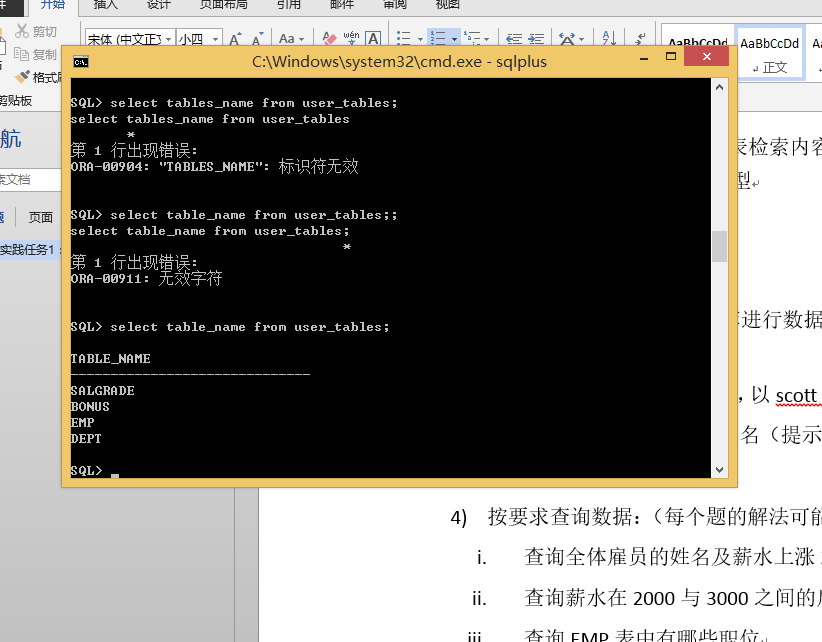 开始 插入 设计 页面布局 引用 邮件 审阅 视图
剪切
复制
格式刷
剪贴板
宋体 (中文正 小四 A A Aa wén A
AaBbCcDd AaBbCcDd
正文
航
页面
实践任务1
C:\Windows\system32\cmd.exe - sqlplus
SQL> select tables_name from user_tables;
select tables_name from user_tables
*
第 1 行出现错误:
ORA-00904: "TABLES_NAME": 标识符无效
SQL> select table_name from user_tables;;
select table_name from user_tables;
*
第 1 行出现错误:
ORA-00911: 无效字符
SQL> select table_name from user_tables;
TABLE_NAME
------------------------------
SALGRADE
BONUS
EMP
DEPT
SQL> _
表检索内容
型
进行数据
，以 scott
名（提示
4) 按要求查询数据：（每个题的解法可能
i. 查询全体雇员的姓名及薪水上涨
ii. 查询薪水在 2000 与 3000 之间的
iii. 查询 EMP 表中有哪些职位